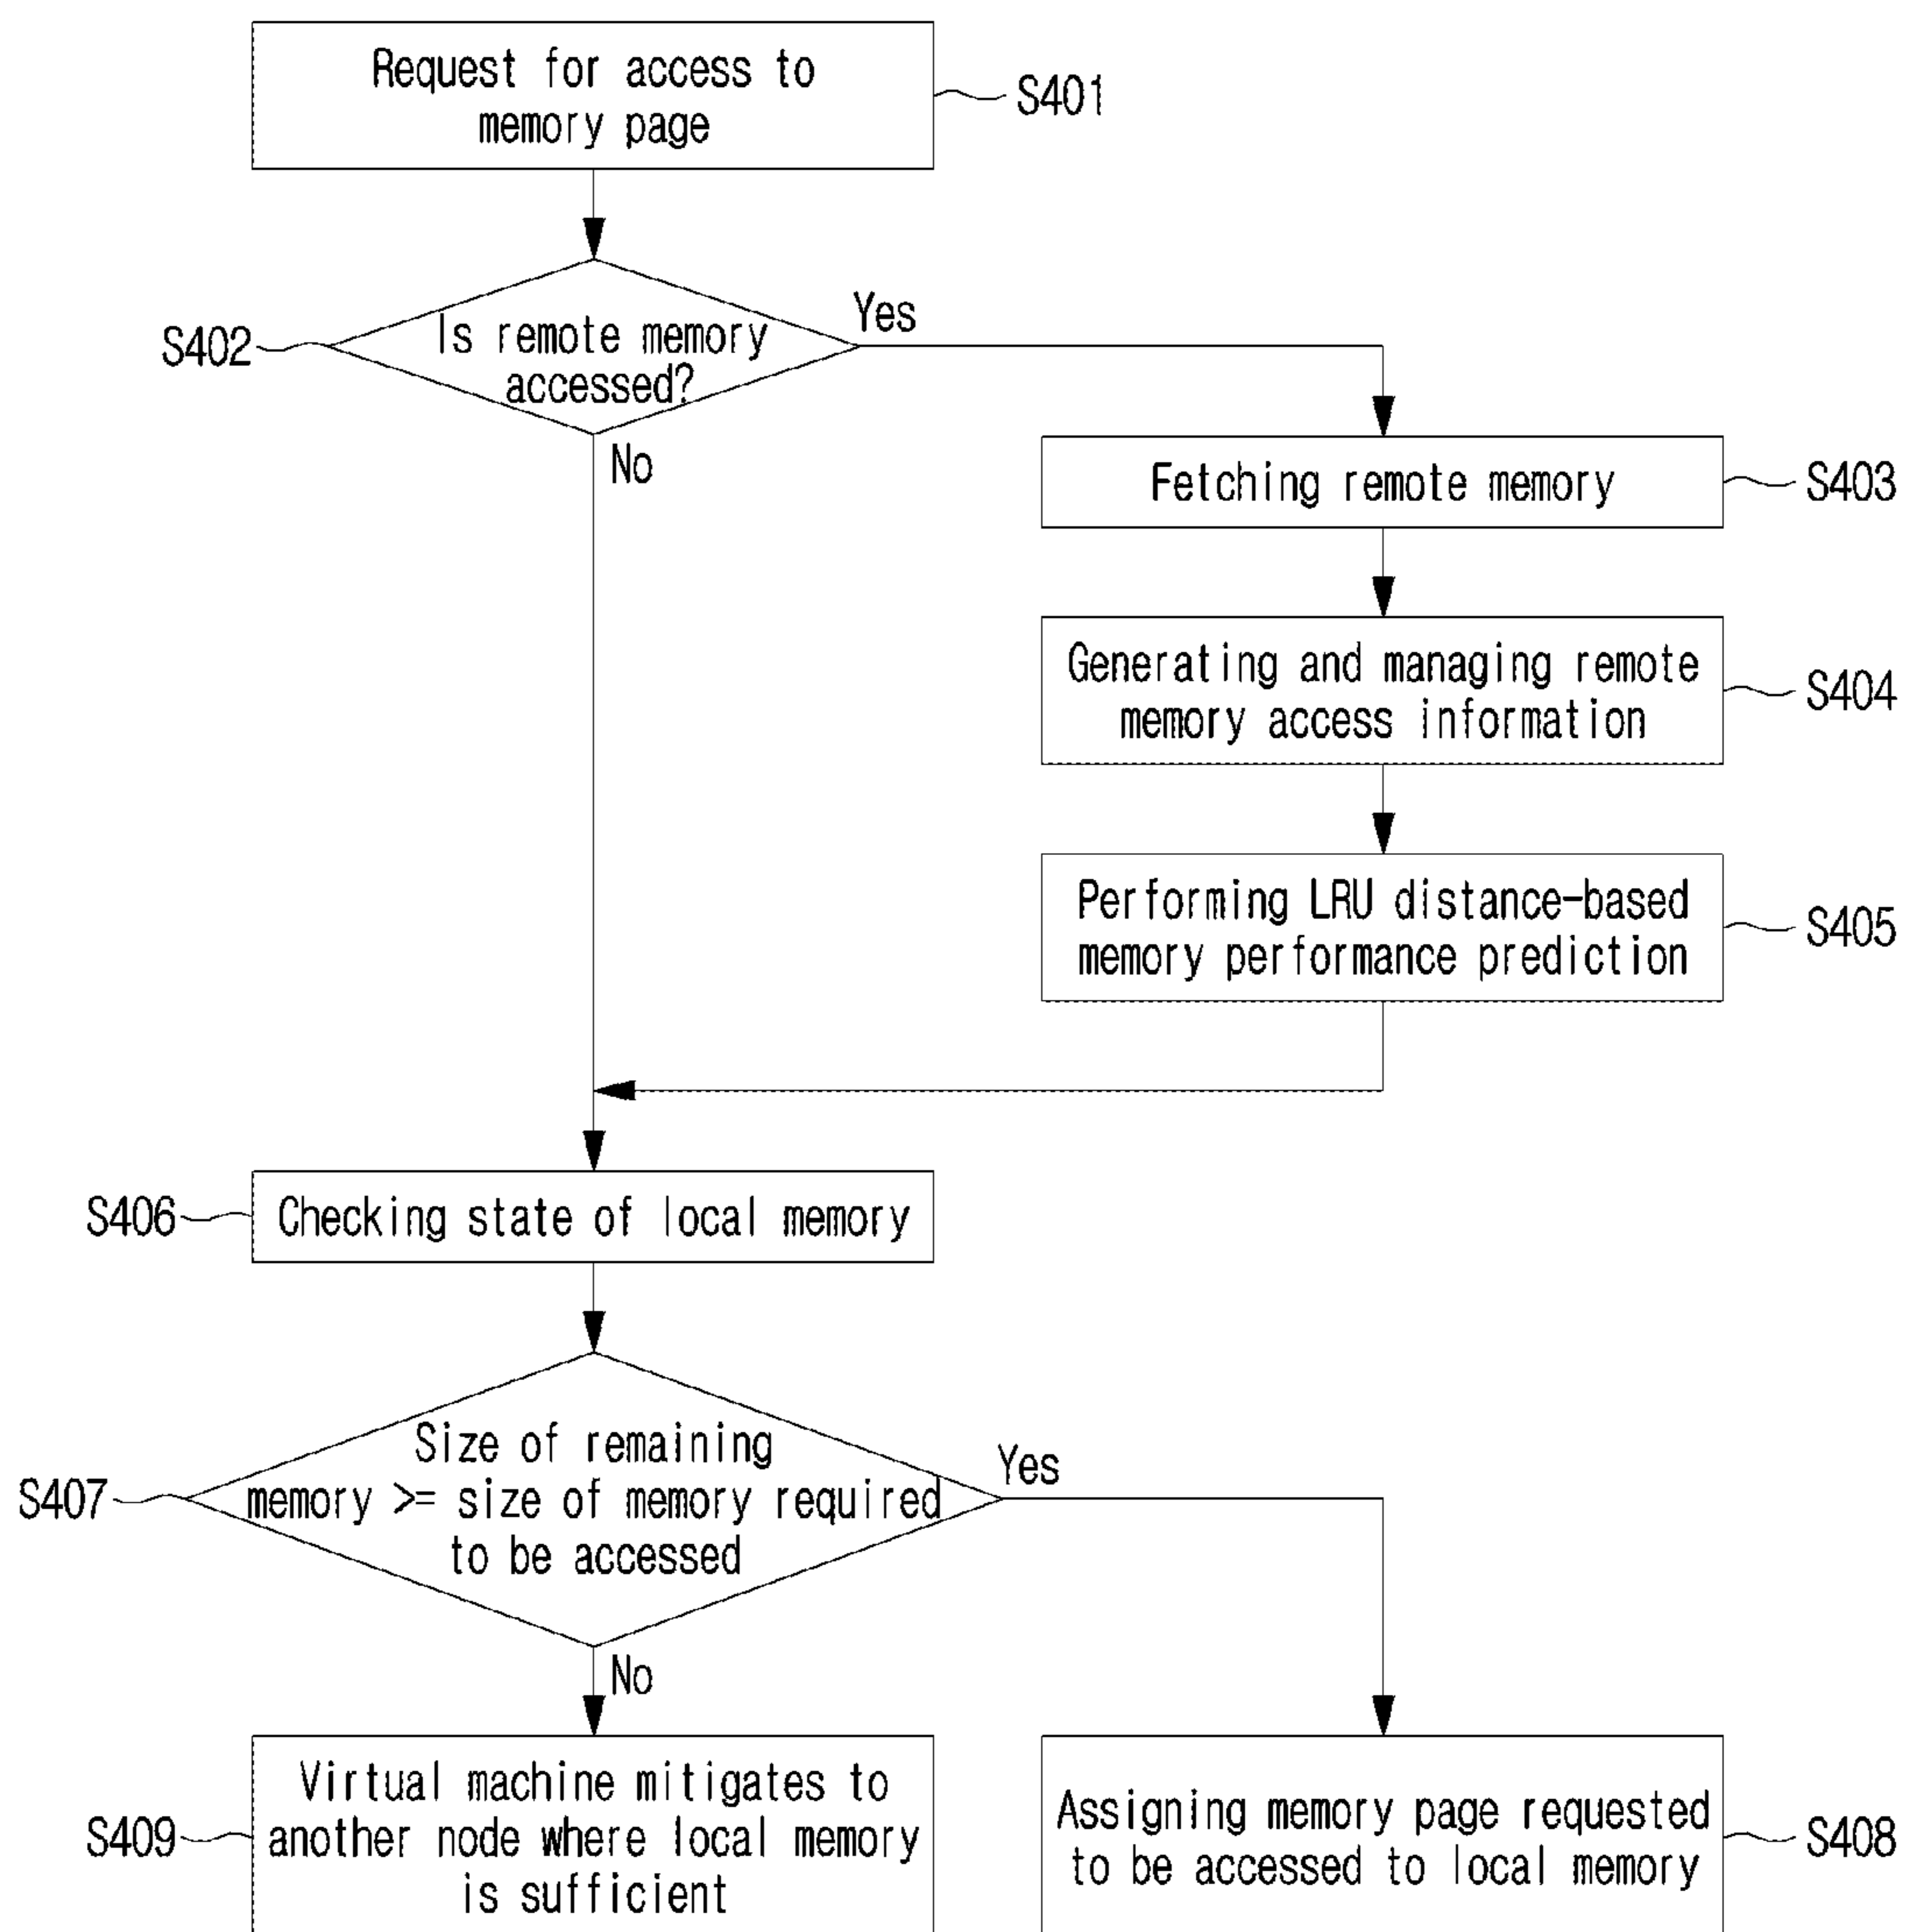 Request for access to
memory page
S401
S402
Is remote memory
accessed?
Yes
No
Fetching remote memory
S403
Generating and managing remote
memory access information
S404
Performing LRU distance-based
memory performance prediction
S405
S406
Checking state of local memory
S407
Size of remaining
memory >= size of memory required
to be accessed
Yes
No
S409
Virtual machine mitigates to
another node where local memory
is sufficient
Assigning memory page requested
to be accessed to local memory
S408